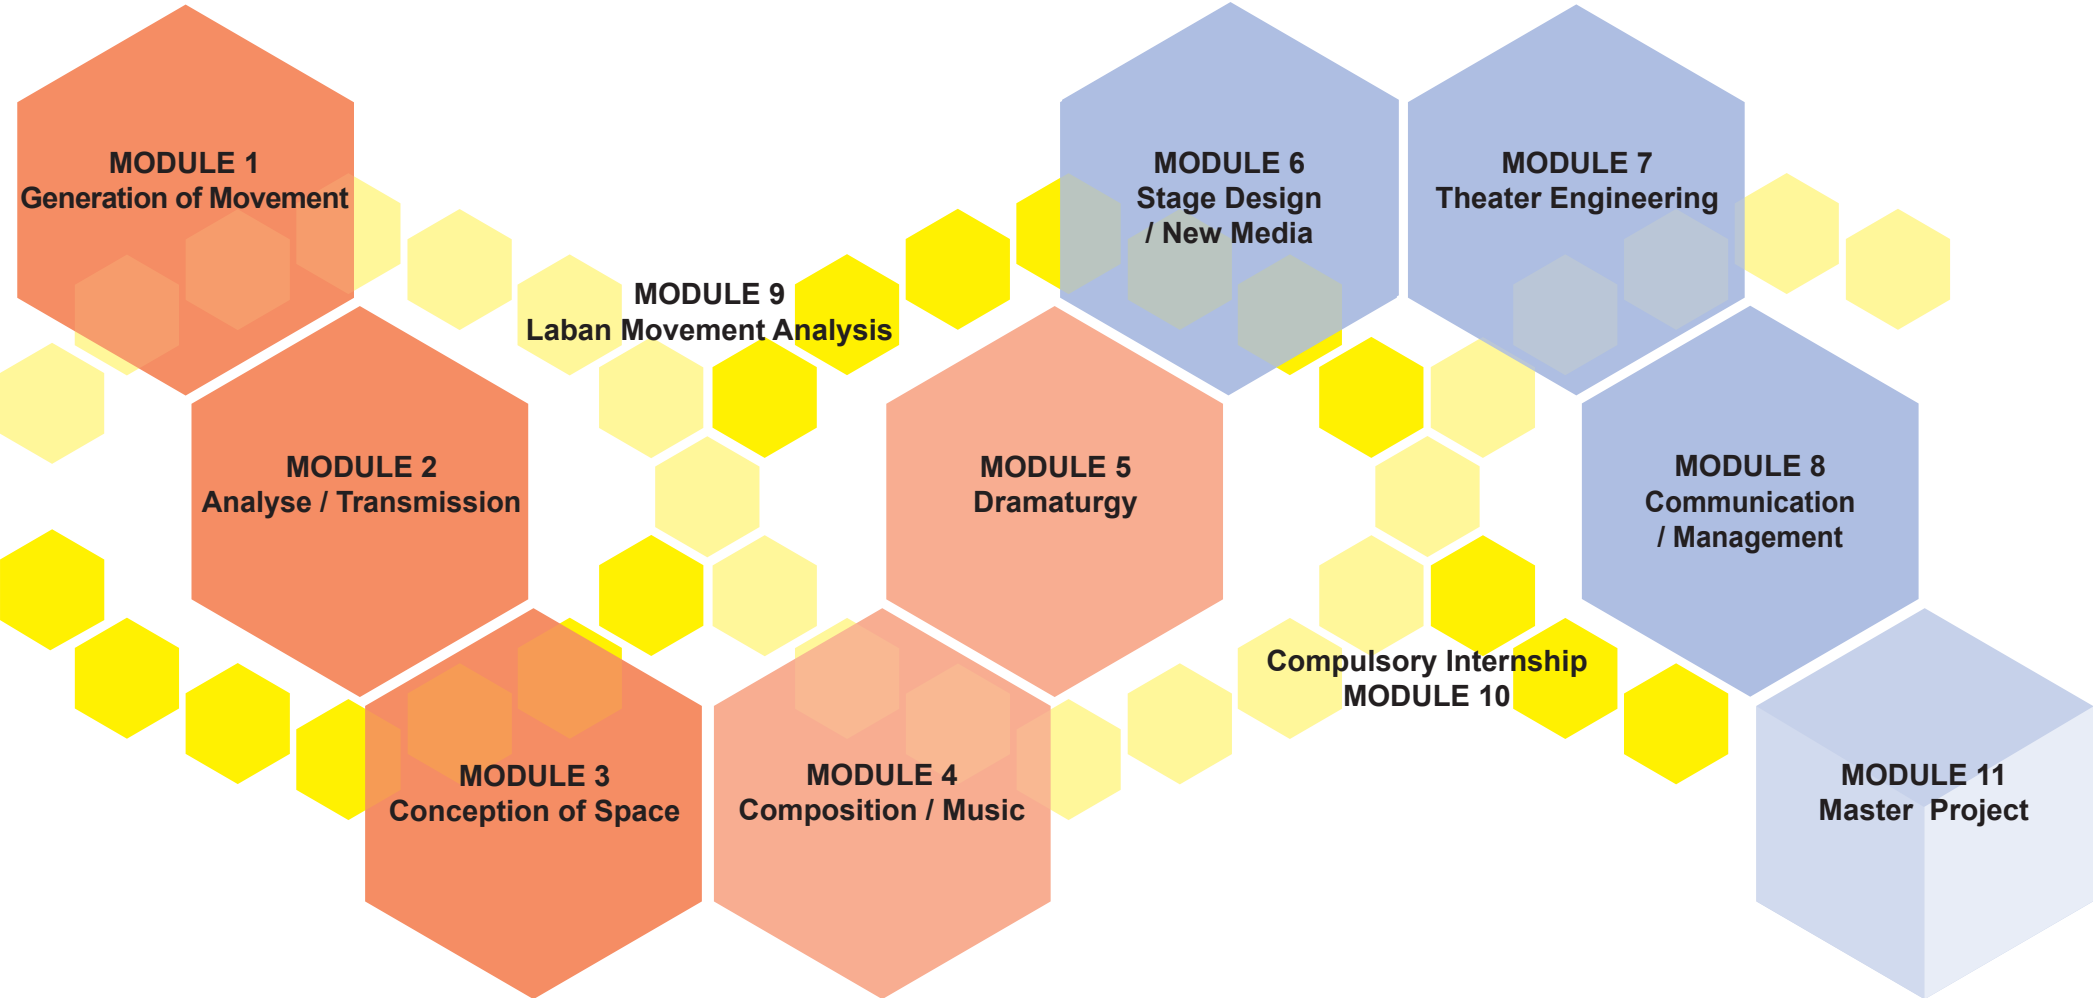 MODULE 1
Generation of Movement
MODULE 2
Analyse / Transmission
MODULE 3
Conception of Space
MODULE 4
Composition / Music
MODULE 5
Dramaturgy
MODULE 6
Stage Design
/ New Media
MODULE 7
Theater Engineering
MODULE 8
Communication
/ Management
MODULE 9
Laban Movement Analysis
Compulsory Internship
MODULE 10
MODULE 11
Master Project